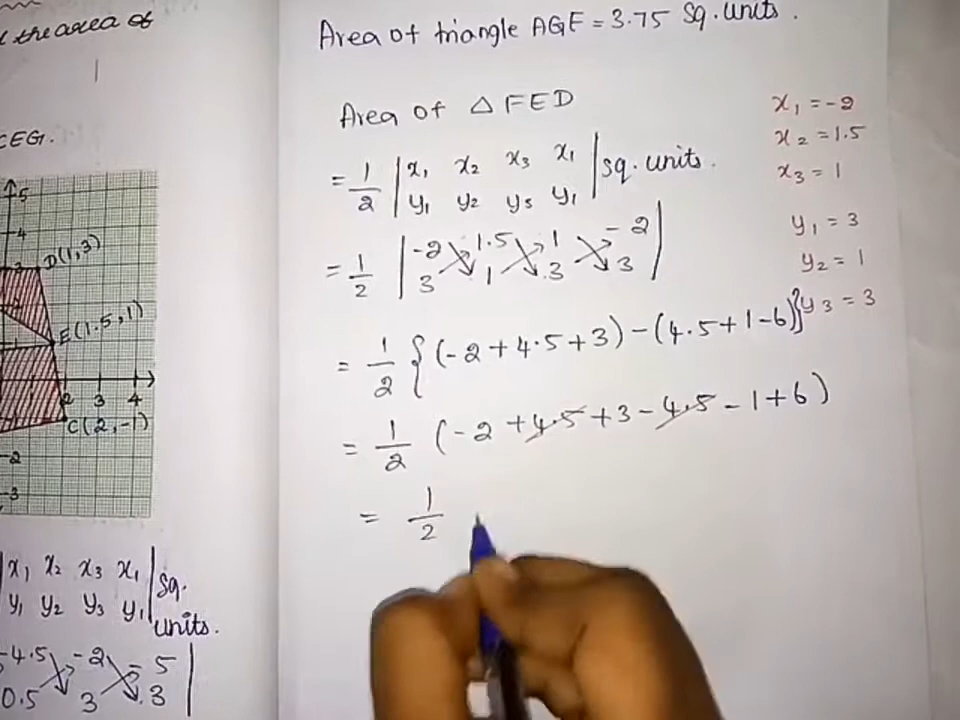 the area of
CEG.
5
4
D(1,3)
E(1.5,1)
2 3 4
C(2,-1)
-2
-3
x₁ x₂ x₃ x₁ sq.
y₁ y₂ y₃ y₁ units.
-4.5 -2 -5
0.5 3 .3
Area of triangle AGF = 3.75 Sq.units.
Area of △ FED
= 1/2 | x₁ x₂ x₃ x₁ | sq. units.
y₁ y₂ y₃ y₁
= 1/2 | -2 1.5 1 -2 |
3 1 3 3
= 1/2 {(-2+4.5+3)-(4.5+1-6)}
= 1/2 (-2+4.5+3-4.5-1+6)
= 1/2
x₁ = -2
x₂ = 1.5
x₃ = 1
y₁ = 3
y₂ = 1
y₃ = 3